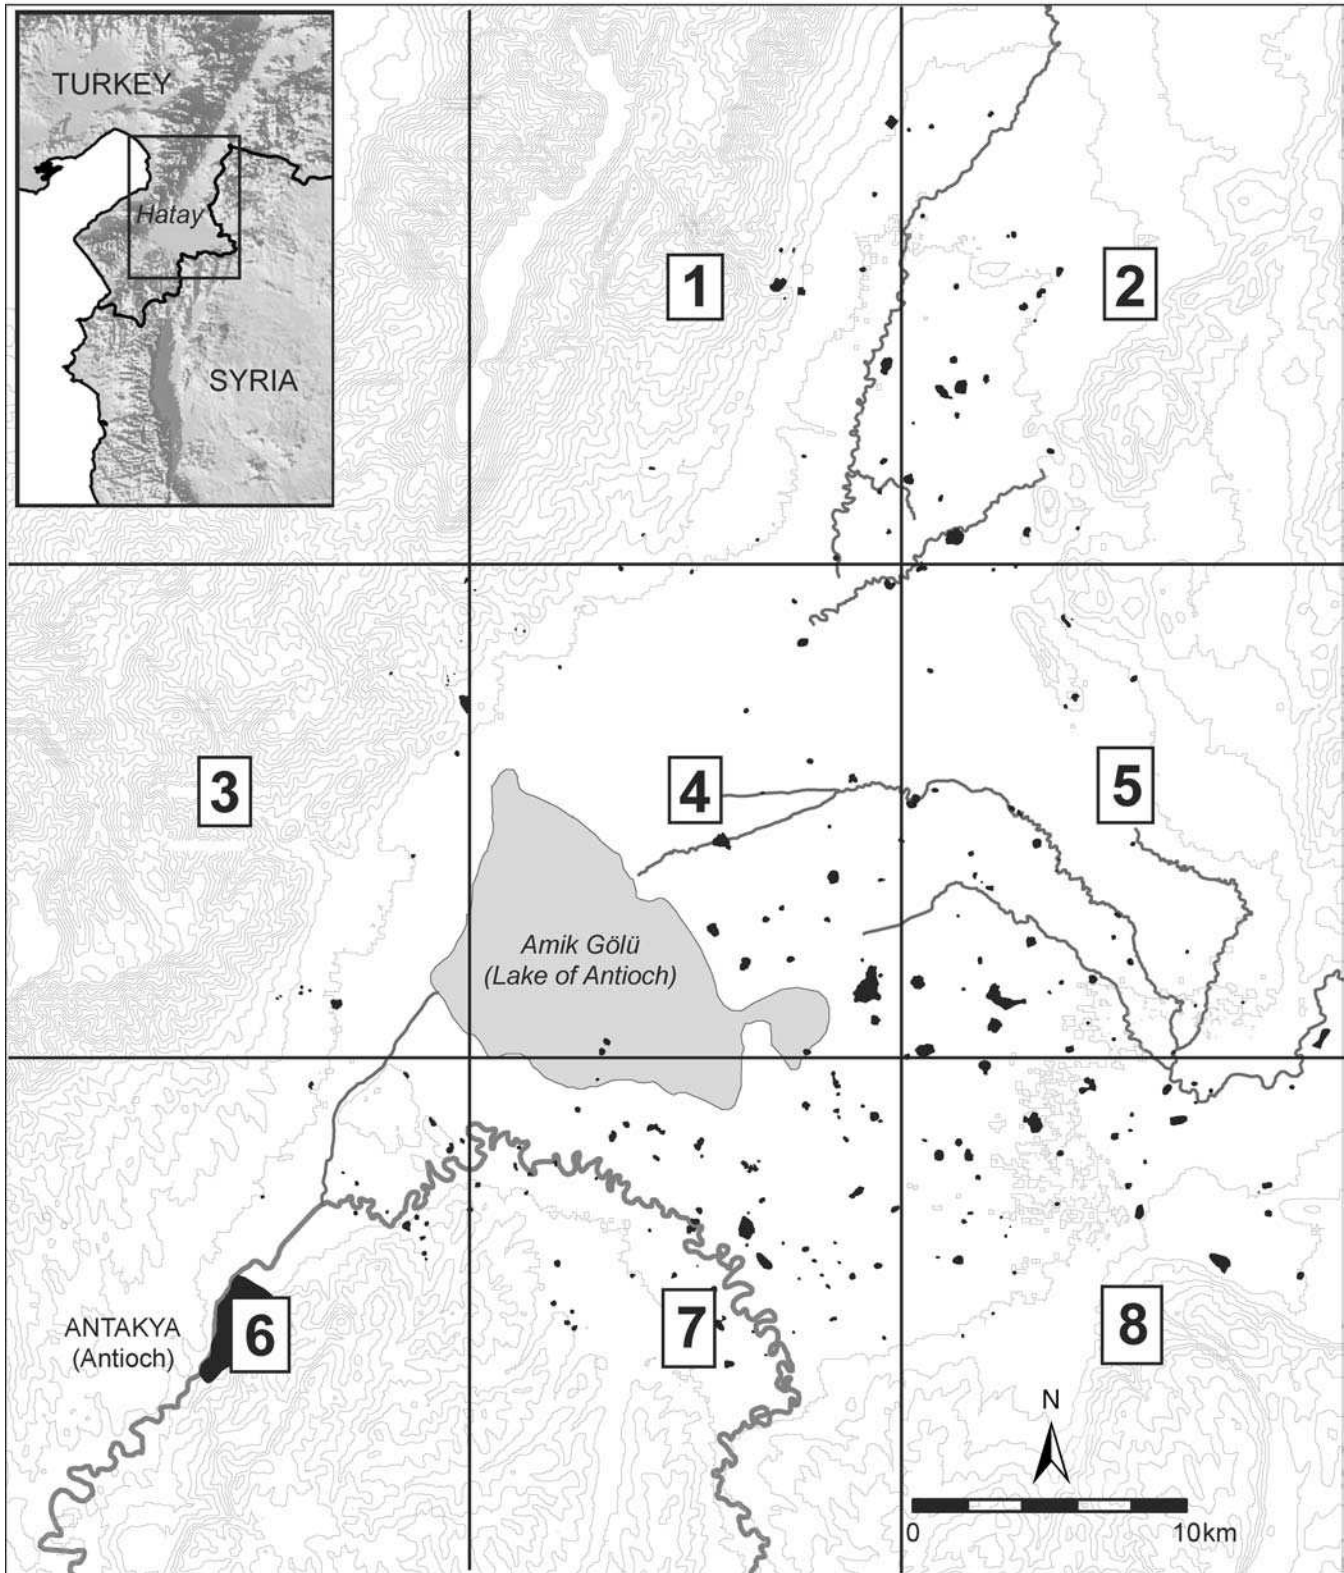 TURKEY
Hatay
SYRIA
1
2
3
4
5
Amik Gölü
(Lake of Antioch)
ANTAKYA
(Antioch)
6
7
8
N
0
10km